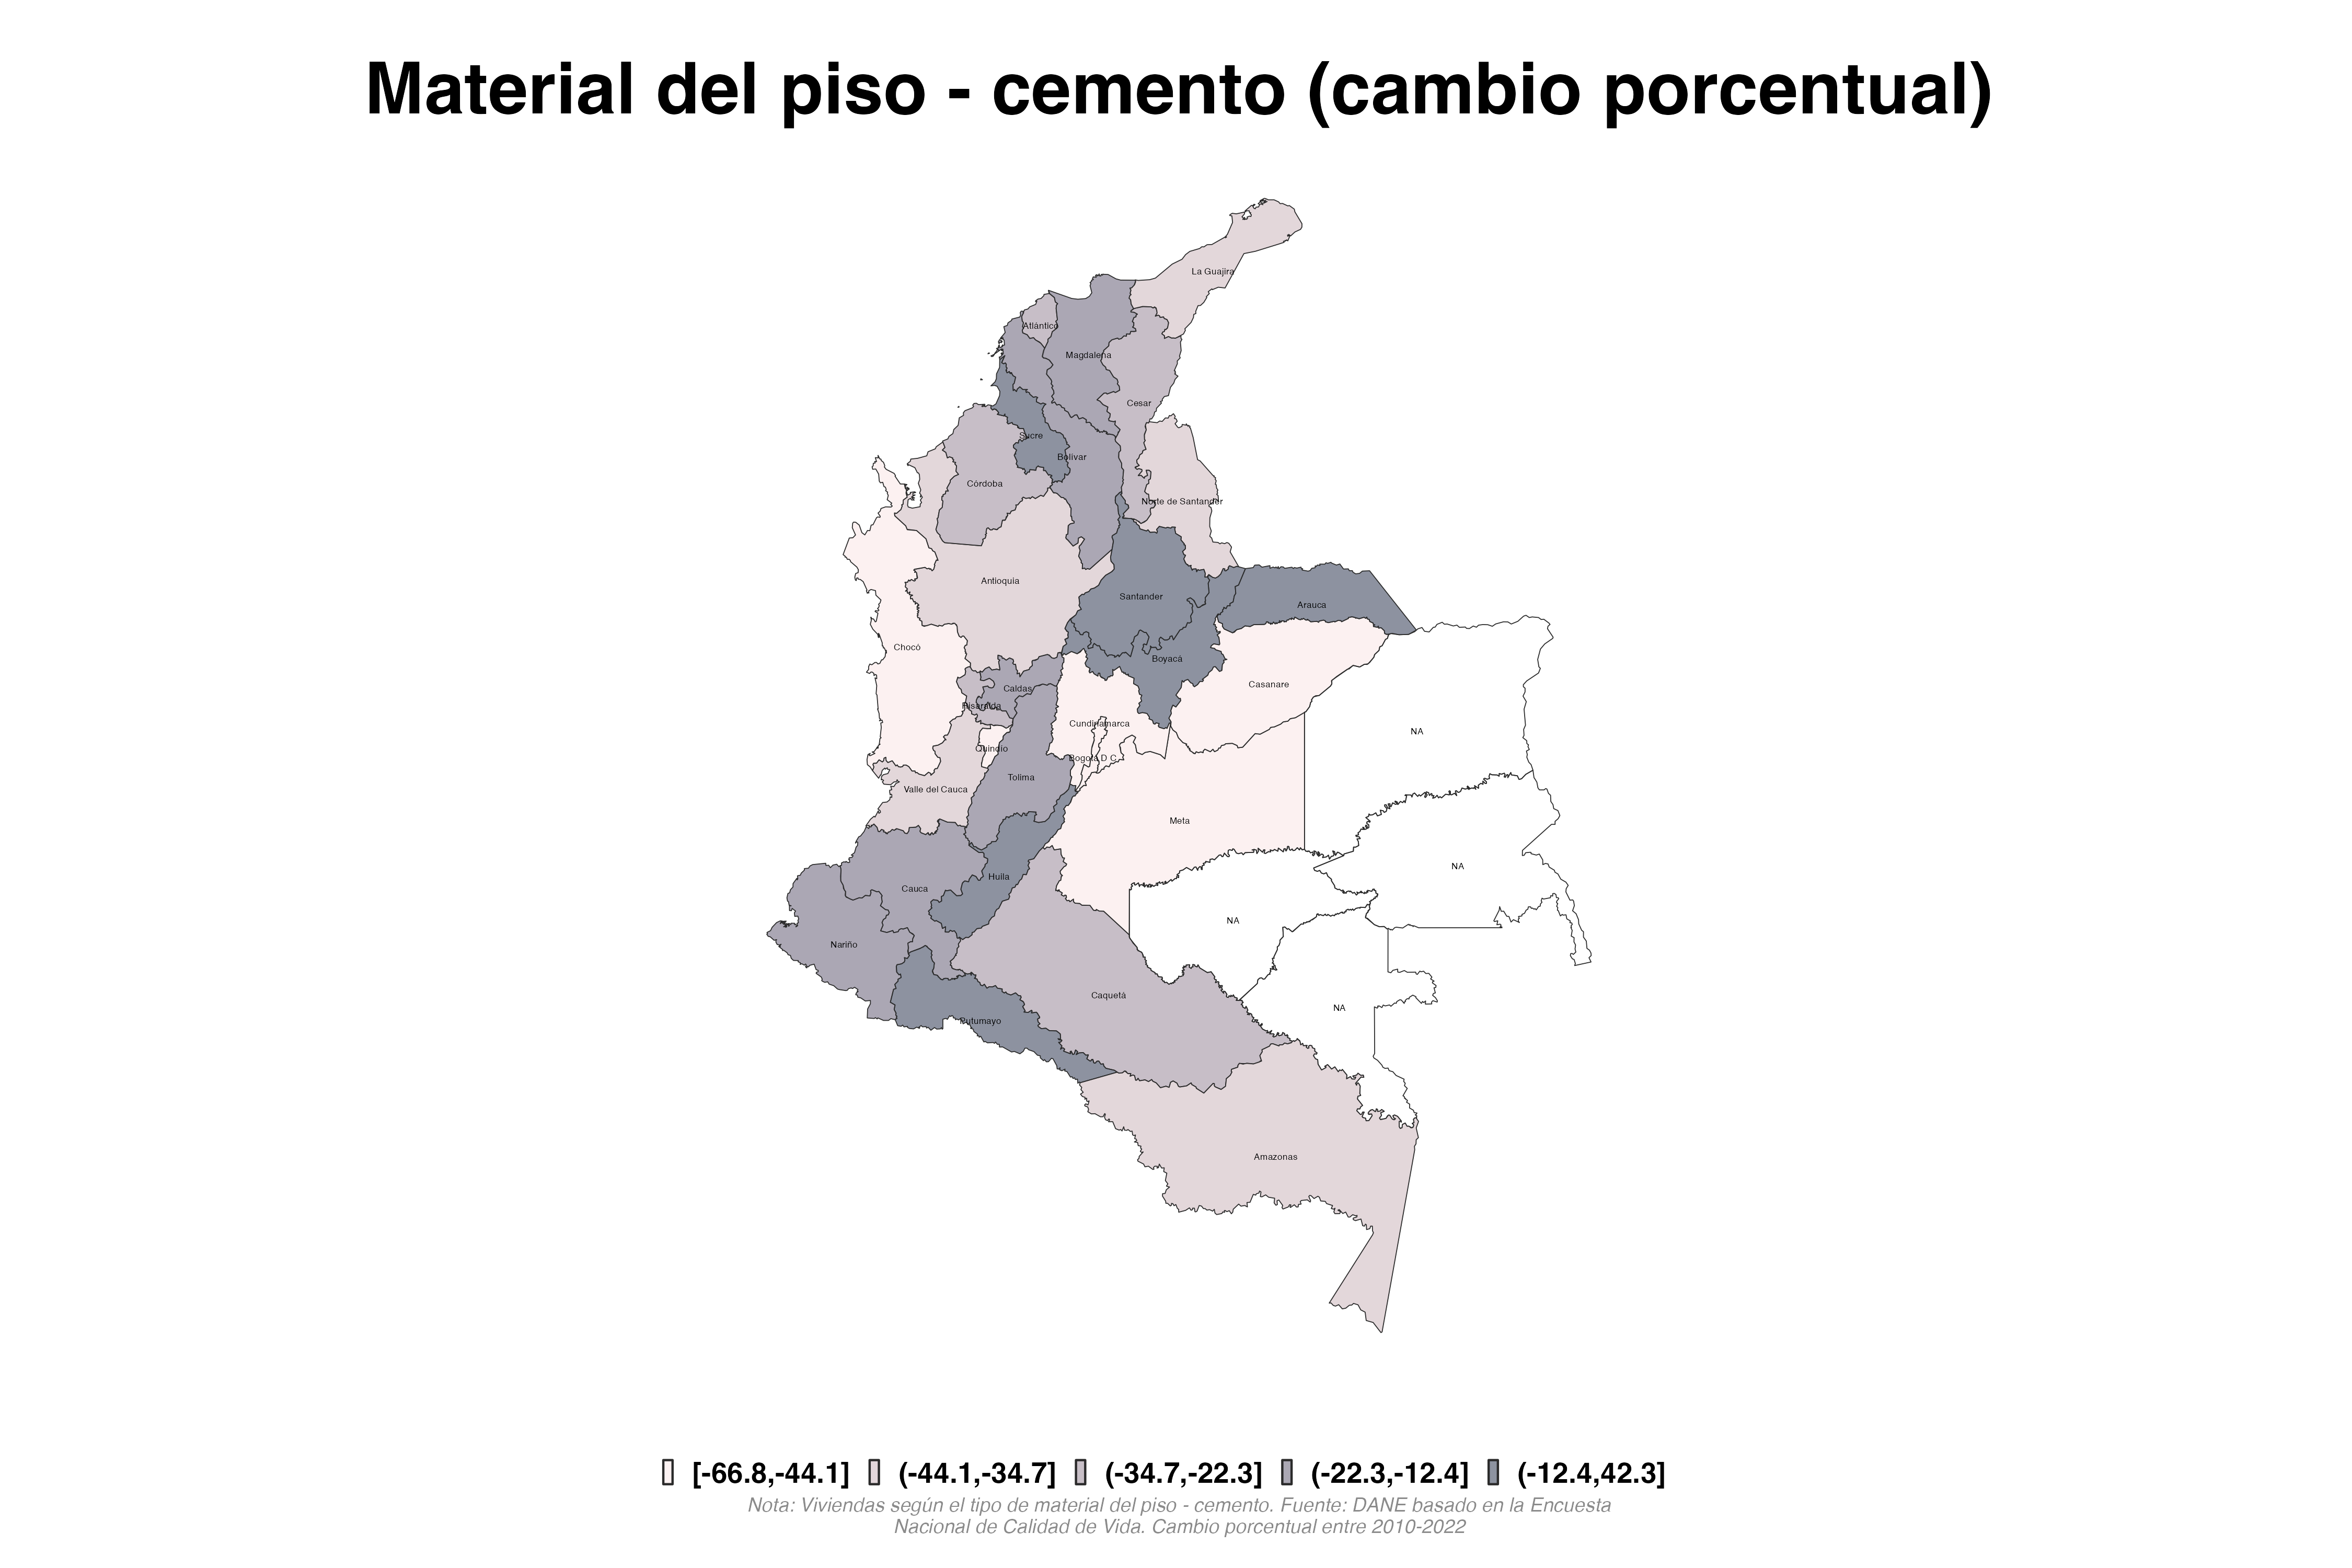 Material del piso - cemento (cambio porcentual)
La Guajira
Atlántico
Magdalena
Cesar
Sucre
Bolívar
Córdoba
Norte de Santander
Antioquia
Santander
Arauca
Chocó
Boyacá
Casanare
Caldas
Risaralda
Cundinamarca
NA
Quindío
Bogotá D C
Tolima
Valle del Cauca
Meta
NA
Huila
Cauca
NA
Nariño
Caquetá
NA
Putumayo
Amazonas
[-66.8,-44.1] (-44.1,-34.7] (-34.7,-22.3] (-22.3,-12.4] (-12.4,42.3]
Nota: Viviendas según el tipo de material del piso - cemento. Fuente: DANE basado en la Encuesta
Nacional de Calidad de Vida. Cambio porcentual entre 2010-2022